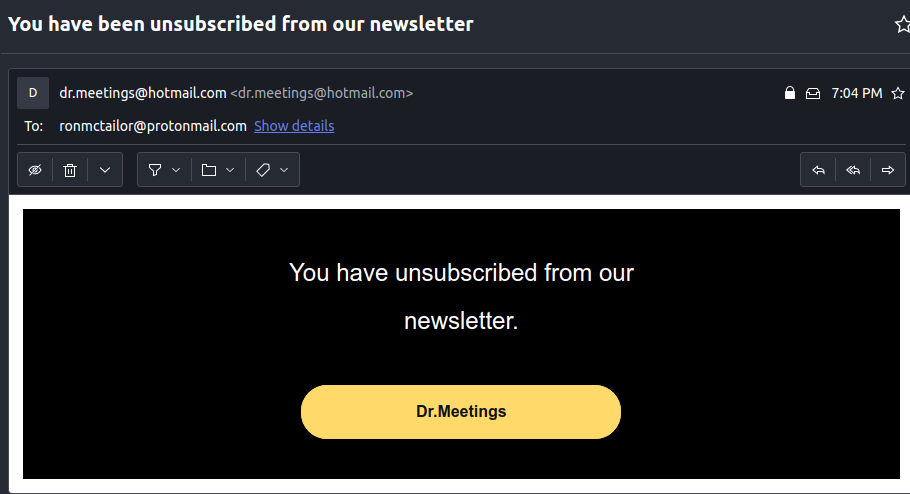 You have been unsubscribed from our newsletter
D
dr.meetings@hotmail.com <dr.meetings@hotmail.com>
7:04 PM
To: ronmctailor@protonmail.com Show details
You have unsubscribed from our
newsletter.
Dr.Meetings